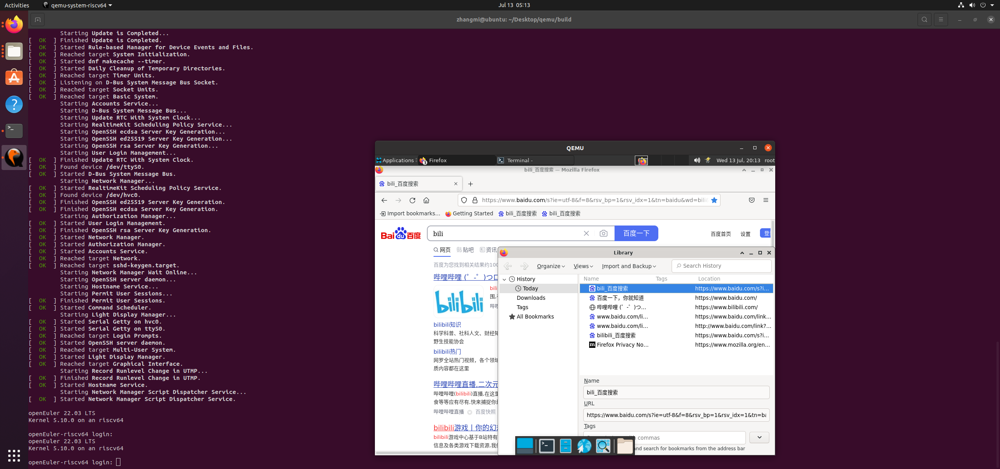 Activities
qemu-system-riscv64
Jul 13 05:13
zhangmi@ubuntu: ~/Desktop/qemu/build
Starting Update is Completed...
[ OK ] Finished Update is Completed.
[ OK ] Started Rule-based Manager for Device Events and Files.
[ OK ] Reached target System Initialization.
[ OK ] Started dnf makecache --timer.
[ OK ] Started Daily Cleanup of Temporary Directories.
[ OK ] Reached target Timer Units.
[ OK ] Listening on D-Bus System Message Bus Socket.
[ OK ] Reached target Socket Units.
[ OK ] Reached target Basic System.
Starting Accounts Service...
Starting D-Bus System Message Bus...
Starting Update RTC With System Clock...
Starting RealtimeKit Scheduling Policy Service...
Starting OpenSSH ecdsa Server Key Generation...
Starting OpenSSH ed25519 Server Key Generation...
Starting OpenSSH rsa Server Key Generation...
Starting User Login Management...
[ OK ] Finished Update RTC With System Clock.
[ OK ] Found device /dev/ttyS0.
[ OK ] Started D-Bus System Message Bus.
Starting Network Manager...
[ OK ] Started RealtimeKit Scheduling Policy Service.
[ OK ] Found device /dev/hvc0.
[ OK ] Finished OpenSSH ed25519 Server Key Generation.
[ OK ] Finished OpenSSH ecdsa Server Key Generation.
Starting Authorization Manager...
[ OK ] Started User Login Management.
[ OK ] Finished OpenSSH rsa Server Key Generation.
[ OK ] Started Network Manager.
[ OK ] Started Authorization Manager.
[ OK ] Started Accounts Service.
[ OK ] Reached target Network.
[ OK ] Reached target sshd-keygen.target.
Starting Network Manager Wait Online...
Starting OpenSSH server daemon...
Starting Hostname Service...
Starting Permit User Sessions...
[ OK ] Finished Permit User Sessions.
[ OK ] Started Command Scheduler.
Starting Light Display Manager...
[ OK ] Started Serial Getty on hvc0.
[ OK ] Started Serial Getty on ttyS0.
[ OK ] Reached target Login Prompts.
[ OK ] Started OpenSSH server daemon.
[ OK ] Reached target Multi-User System.
[ OK ] Started Light Display Manager.
[ OK ] Reached target Graphical Interface.
Starting Record Runlevel Change in UTMP...
[ OK ] Finished Record Runlevel Change in UTMP.
[ OK ] Started Hostname Service.
Starting Network Manager Script Dispatcher Service...
[ OK ] Started Network Manager Script Dispatcher Service.
openEuler 22.03 LTS
Kernel 5.10.0 on an riscv64
openEuler-riscv64 login:
openEuler 22.03 LTS
Kernel 5.10.0 on an riscv64
openEuler-riscv64 login:
QEMU
Applications
3 Firefox
Terminal -
Wed 13 Jul, 20:13 root
bili_百度搜索 — Mozilla Firefox
bili_百度搜索
https://www.baidu.com/s?ie=utf-8&f=8&rsv_bp=1&rsv_idx=1&tn=baidu&wd=bili
Import bookmarks…
Getting Started
bili_百度搜索
bili_百度搜索
Bai du 百度
bili
百度一下
百度首页
设置
网页
贴吧
资讯
百度为您找到相关结果约100
哔哩哔哩 (゜-゜)つロ
bilibili
bili
围,
bilibili知识
科学科普、社科人文、财经知
野生技能协会
bilibili热门
网罗全站热门视频，各个领域
质内容都在这里
哔哩哔哩直播,二次元
哔哩哔哩(bilibili)直播,在这里
食等等应有尽有,快来捕捉你最
哔哩哔哩直播
百度快照
bilibili游戏丨你的幻想
bilibili游戏中心基于B站特有
信息及各类游戏下载资源,我们
Library
Organize
Views
Import and Backup
Search History
History
Today
Downloads
Tags
All Bookmarks
Name Tags Location
bili_百度搜索 https://www.baidu.com/s?i…
百度一下，你就知道 https://www.baidu.com/
哔哩哔哩 (゜-゜)つ… https://www.bilibili.com/
www.baidu.com/li… https://www.baidu.com/link…
www.baidu.com/li… http://www.baidu.com/link?…
bilibili_百度搜索 https://www.baidu.com/s?i…
Firefox Privacy No… https://www.mozilla.org/en…
Name
bili_百度搜索
URL
https://www.baidu.com/s?ie=utf-8&f=8&rsv_bp=1&rsv_idx=1&tn=ba
Tags
commas
and search for bookmarks from the address bar